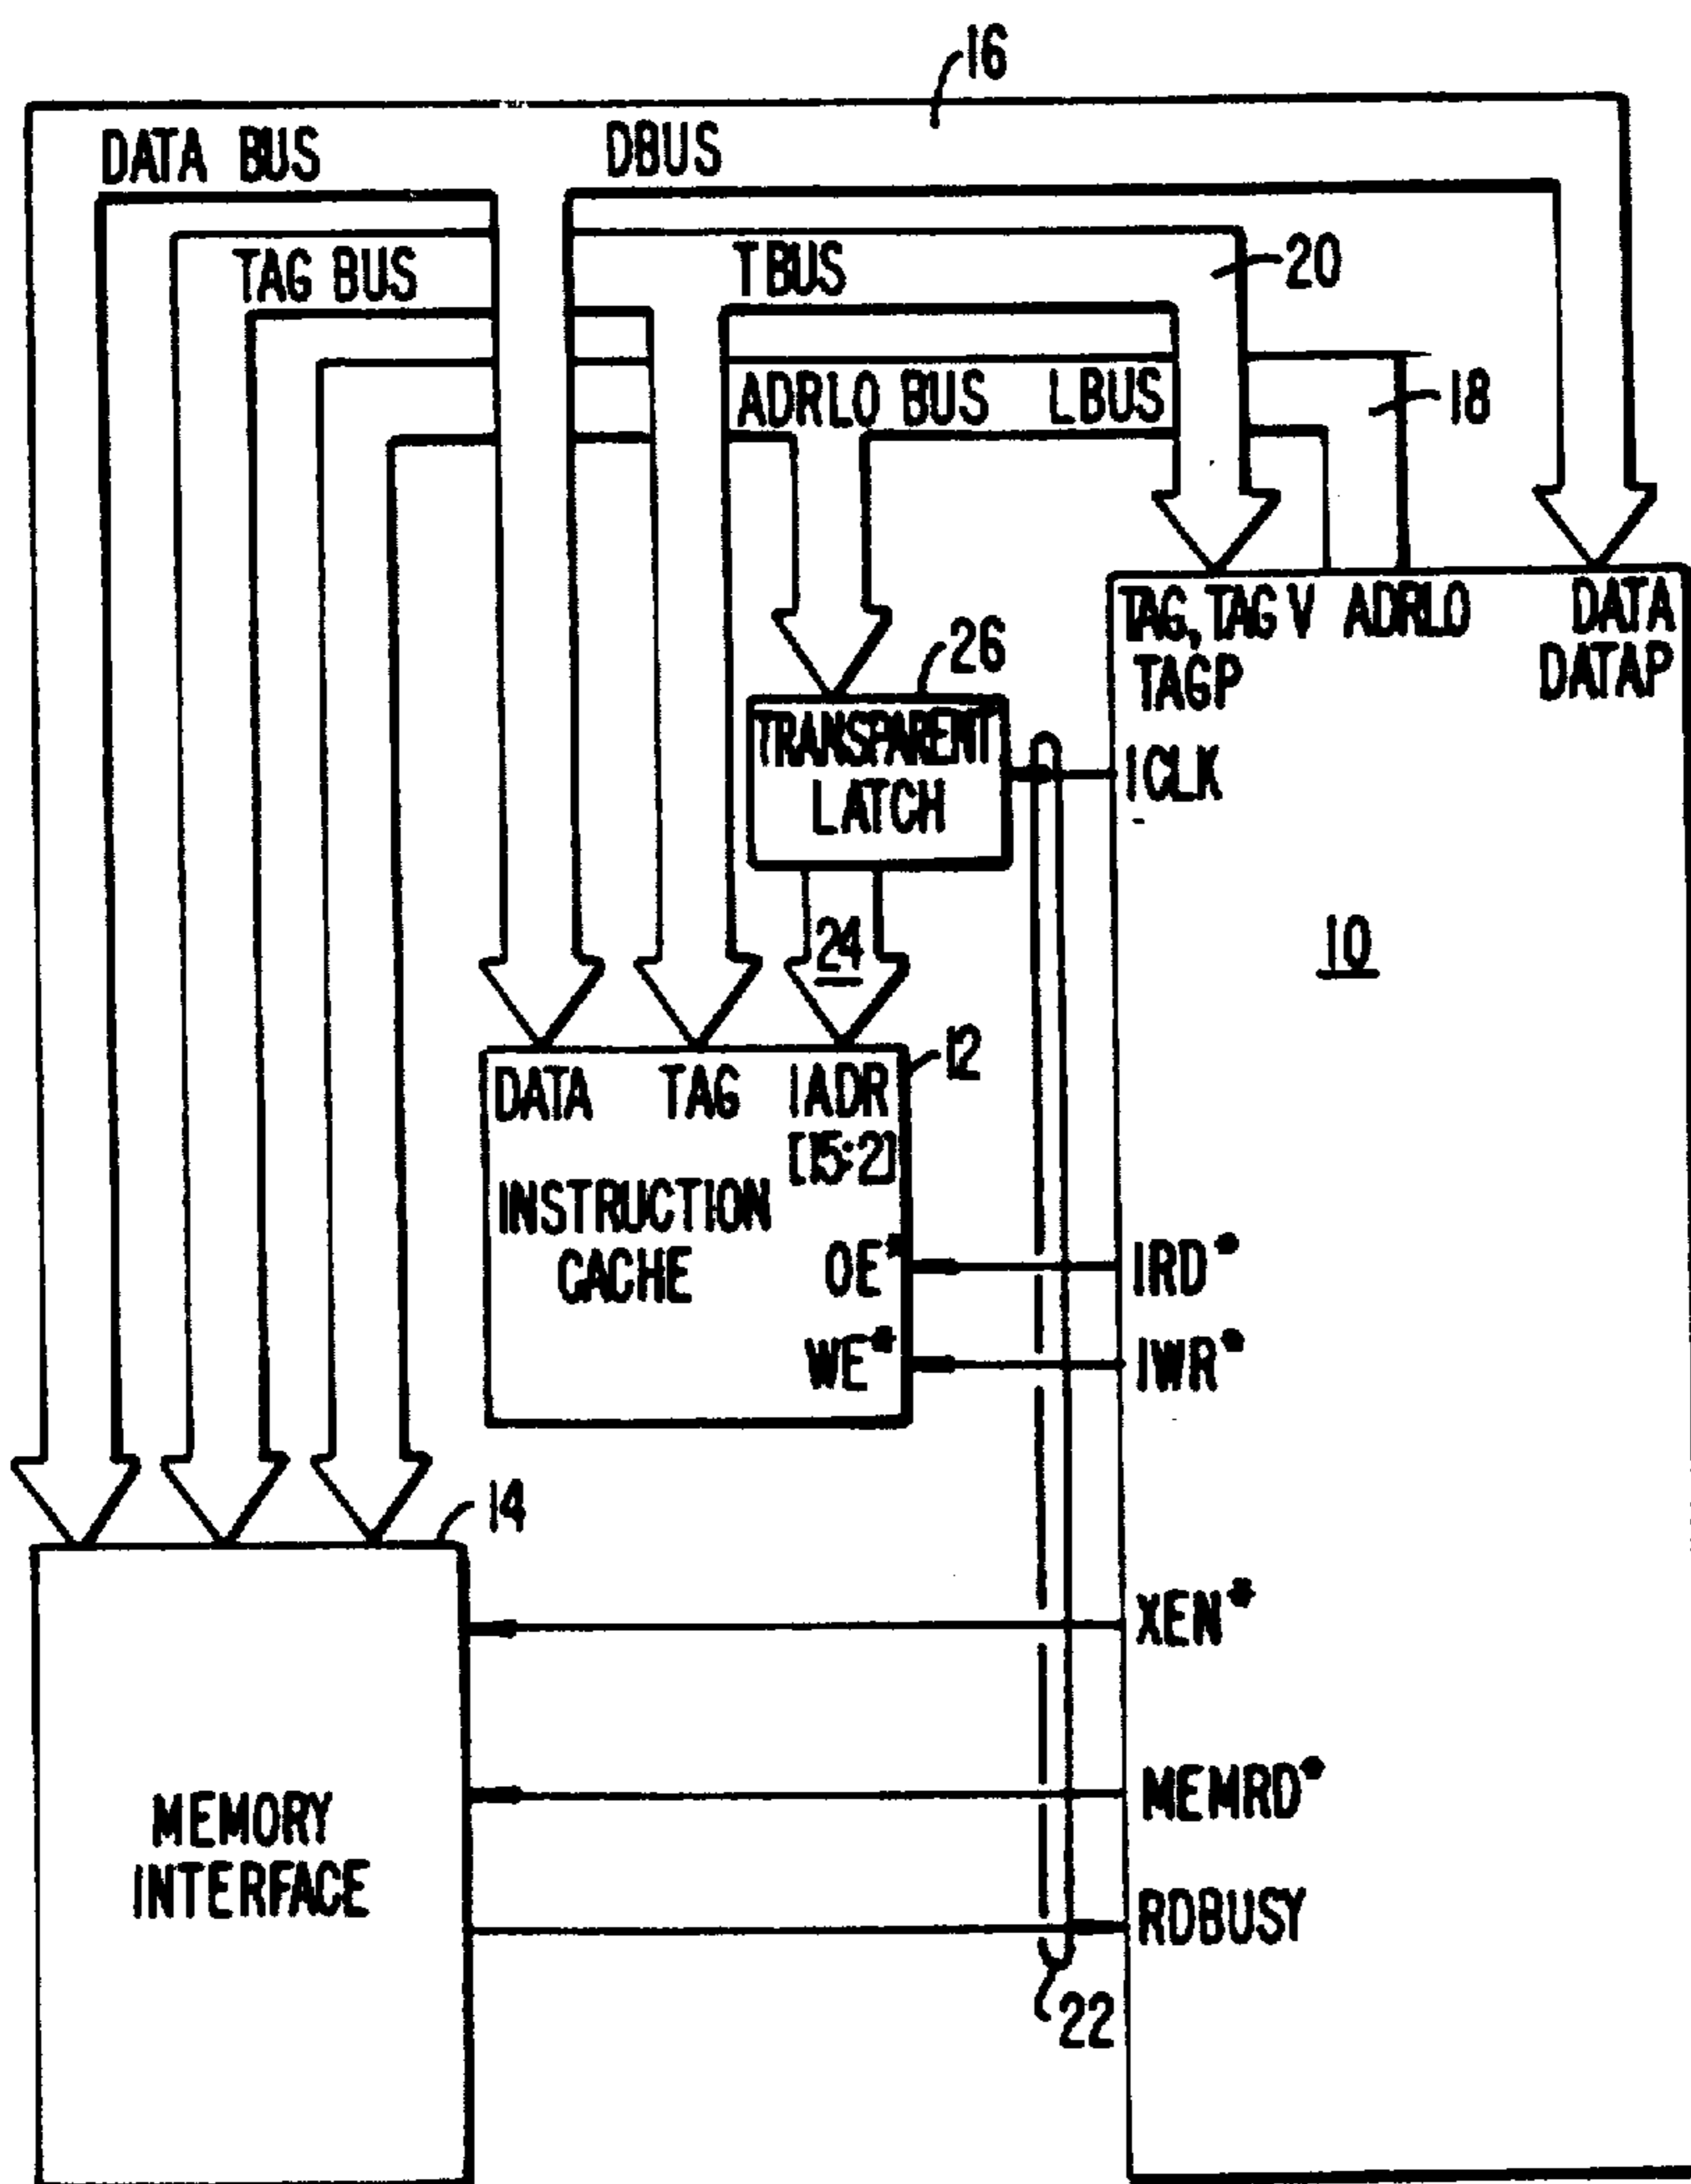 16
DATA BUS DBUS
TAG BUS TBUS 20
ADRLO BUS LBUS 18
TAG, TAG V ADRLO DATA
TAGP DATAP
26
TRANSPARENT
LATCH
ICLK
24
10
12
DATA TAG IADR
[15:2]
INSTRUCTION
CACHE
OE* IRD*
WE* IWR*
14
XEN*
MEMORY
INTERFACE
MEMRD*
RDBUSY
22